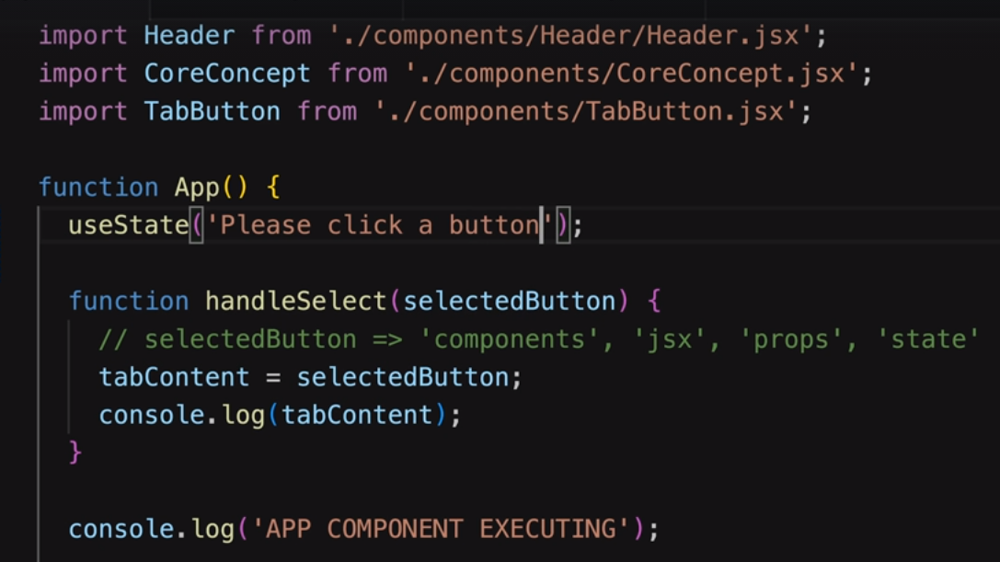 import Header from './components/Header/Header.jsx';
import CoreConcept from './components/CoreConcept.jsx';
import TabButton from './components/TabButton.jsx';
function App() {
useState('Please click a button');
function handleSelect(selectedButton) {
// selectedButton => 'components', 'jsx', 'props', 'state'
tabContent = selectedButton;
console.log(tabContent);
}
console.log('APP COMPONENT EXECUTING');